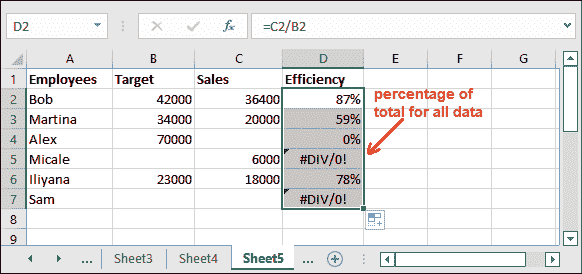 D2 =C2/B2
A B C D E F G
1 Employees Target Sales Efficiency
2 Bob 42000 36400 87%
3 Martina 34000 20000 59%
4 Alex 70000 0%
5 Micale 6000 #DIV/0!
6 Iliyana 23000 18000 78%
7 Sam #DIV/0!
8
9
percentage of
total for all data
... Sheet3 Sheet4 Sheet5 ...